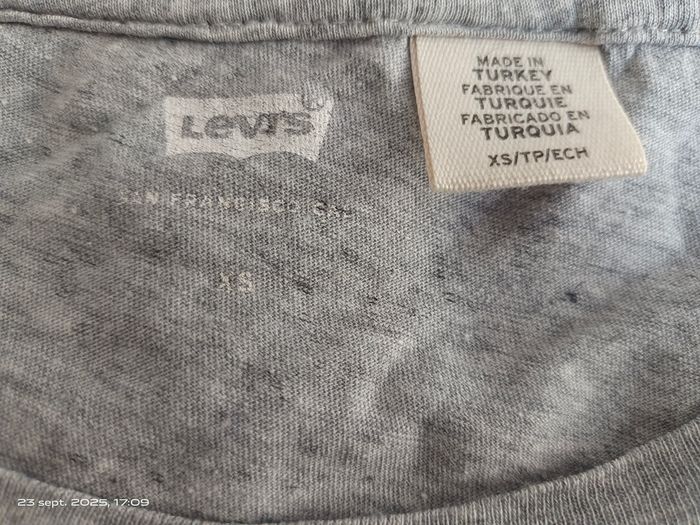 Levi's
SAN FRANCISCO, CAL
XS
MADE IN
TURKEY
FABRIQUE EN
TURQUIE
FABRICADO EN
TURQUIA
XS/TP/ECH
23 sept. 2025, 17:09